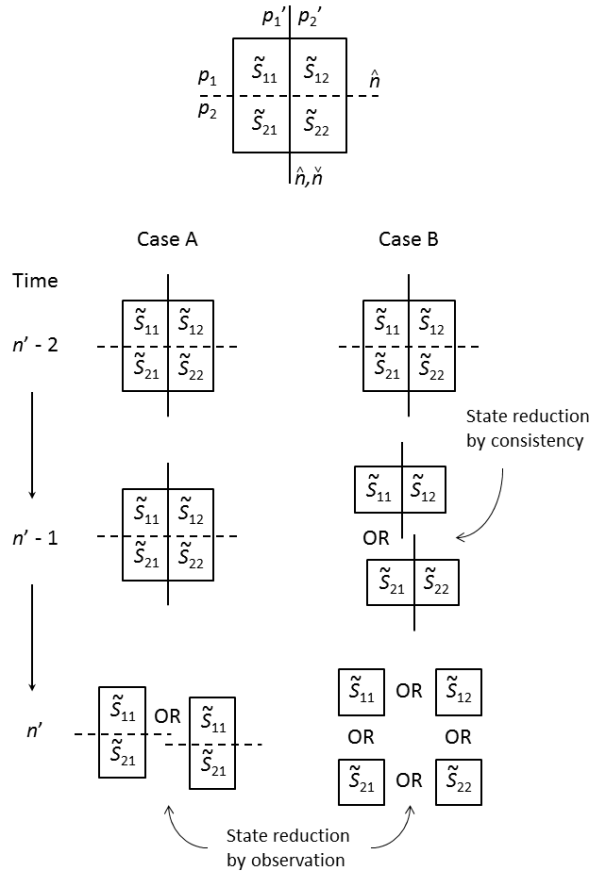 p₁′ p₂′
p₁ S̃₁₁ S̃₁₂ n̂
p₂ S̃₂₁ S̃₂₂
n̂,ň
Case A Case B
Time
n′ - 2 S̃₁₁ S̃₁₂ S̃₁₁ S̃₁₂
S̃₂₁ S̃₂₂ S̃₂₁ S̃₂₂
State reduction
by consistency
n′ - 1 S̃₁₁ S̃₁₂ S̃₁₁ S̃₁₂
OR
S̃₂₁ S̃₂₂ S̃₂₁ S̃₂₂
n′ S̃₁₁ OR S̃₁₁ S̃₁₁ OR S̃₁₂
OR OR
S̃₂₁ S̃₂₁ S̃₂₁ OR S̃₂₂
State reduction
by observation